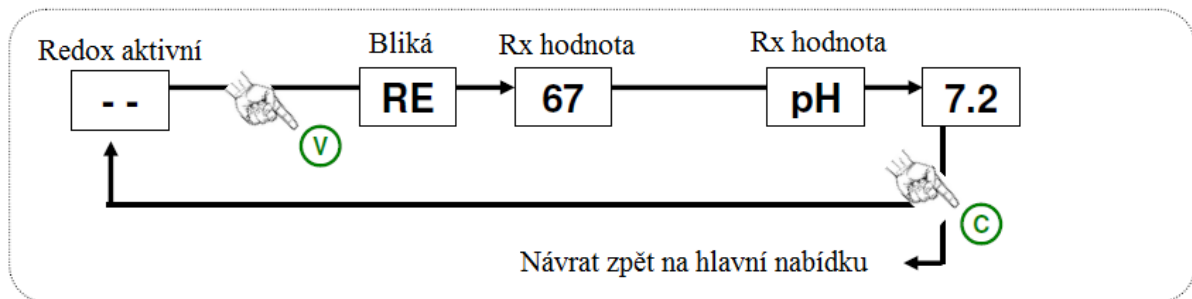 Redox aktivní
Bliká
Rx hodnota
Rx hodnota
- -
RE
67
pH
7.2
V
C
Návrat zpět na hlavní nabídku